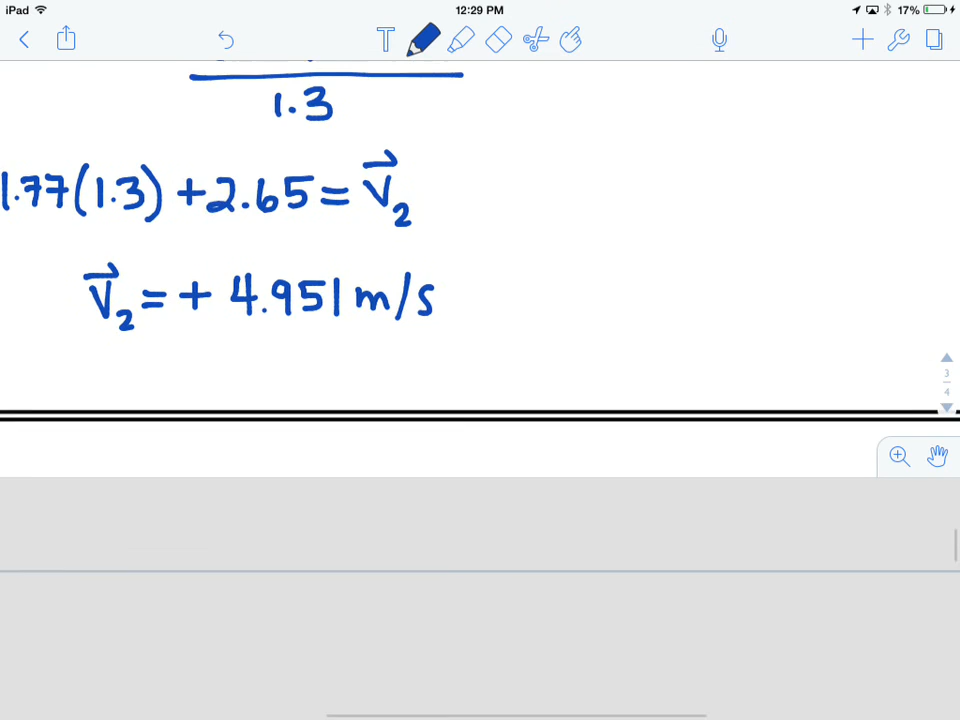 iPad 12:29 PM 17%
T
1.3
1.77(1.3) +2.65 = V⃗₂
V⃗₂ = + 4.951 m/s
3
4